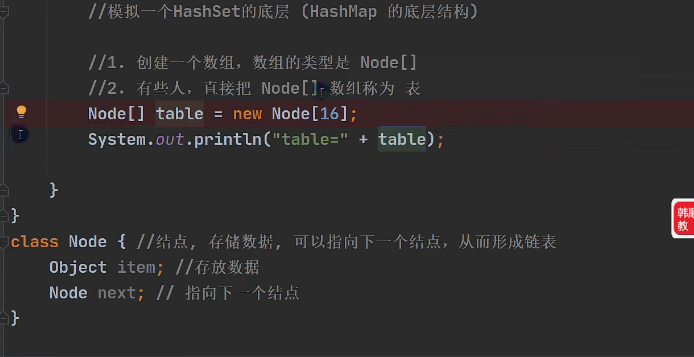 //模拟一个HashSet的底层 (HashMap 的底层结构)
//1. 创建一个数组，数组的类型是 Node[]
//2. 有些人，直接把 Node[] 数组称为 表
Node[] table = new Node[16];
System.out.println("table=" + table);
}
}
class Node { //结点, 存储数据, 可以指向下一个结点，从而形成链表
Object item; //存放数据
Node next; // 指向下一个结点
}